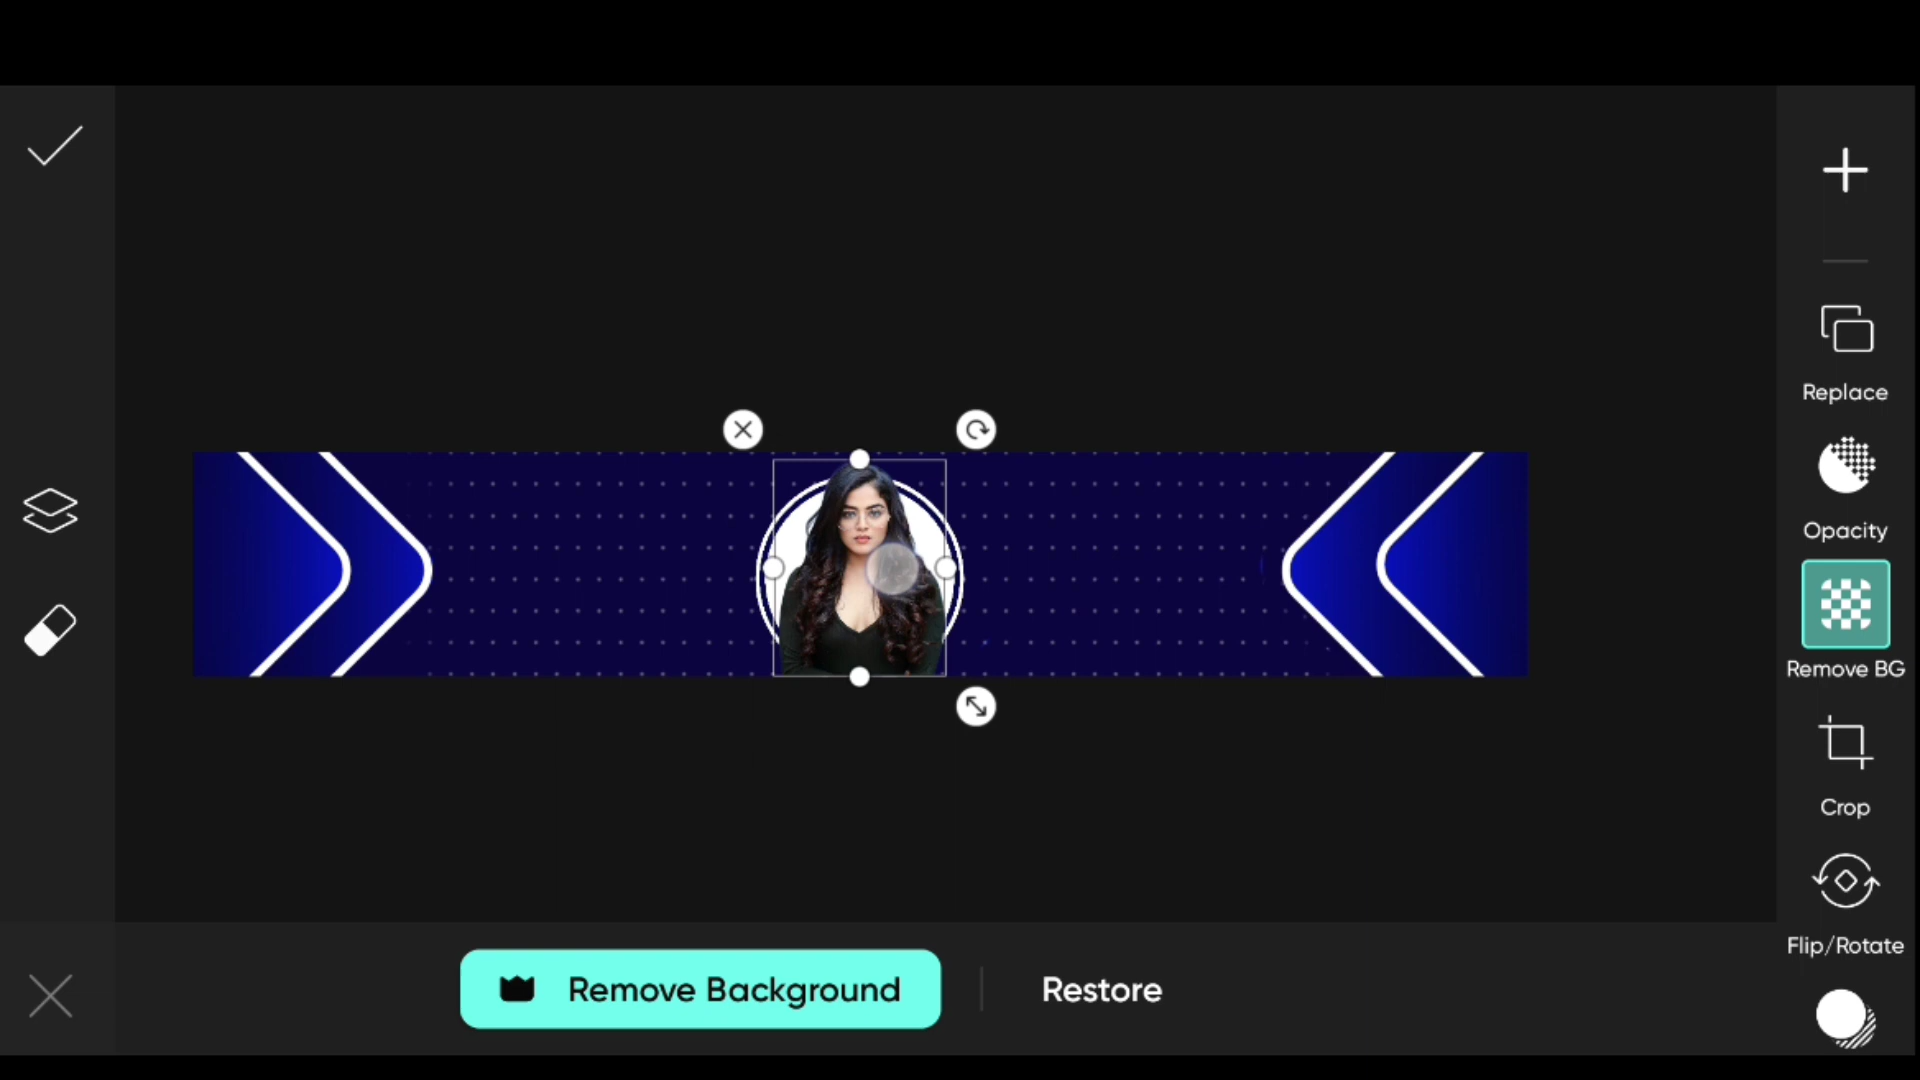 Replace
Opacity
Remove BG
Crop
Flip/Rotate
Remove Background
Restore